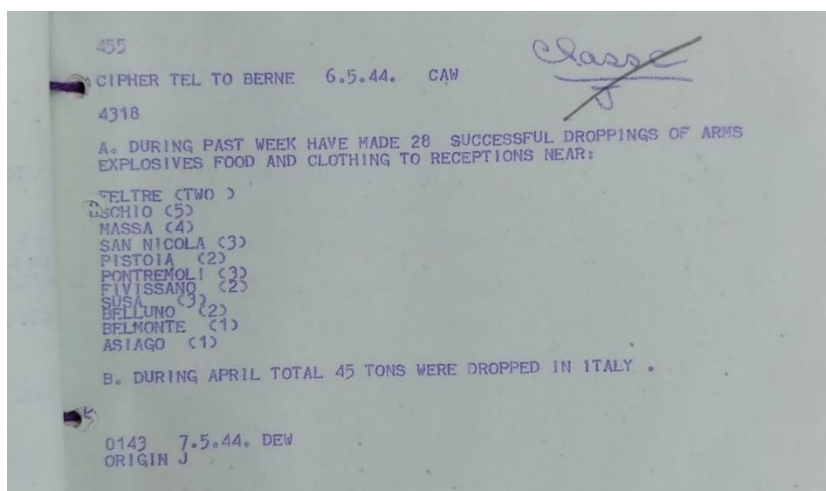 455
Classe
J
CIPHER TEL TO BERNE 6.5.44. CAW
4318
A. DURING PAST WEEK HAVE MADE 28 SUCCESSFUL DROPPINGS OF ARMS
EXPLOSIVES FOOD AND CLOTHING TO RECEPTIONS NEAR:
FELTRE (TWO )
SCHIO (5)
MASSA (4)
SAN NICOLA (3)
PISTOIA (2)
PONTREMOLI (3)
FIVISSANO (2)
SUSA (3)
BELLUNO (2)
BELMONTE (1)
ASIAGO (1)
B. DURING APRIL TOTAL 45 TONS WERE DROPPED IN ITALY .
0143 7.5.44. DEW
ORIGIN J